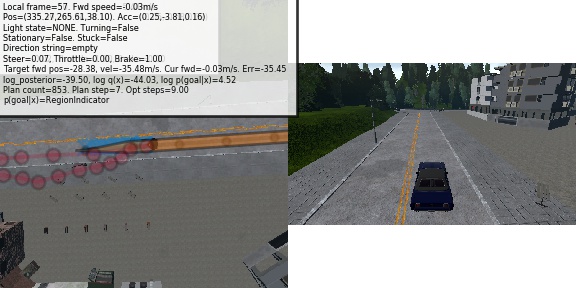 Local frame=57. Fwd speed=-0.03m/s
Pos=(335.27,265.61,38.10). Acc=(0.25,-3.81,0.16)
Light state=NONE. Turning=False
Stationary=False. Stuck=False
Direction string=empty
Steer=0.07, Throttle=0.00, Brake=1.00
Target fwd pos=-28.38, vel=-35.48m/s. Cur fwd=-0.03m/s. Err=-35.45
log_posterior=-39.50, log q(x)=-44.03, log p(goal|x)=4.52
Plan count=853. Plan step=7. Opt steps=9.00
p(goal|x)=RegionIndicator